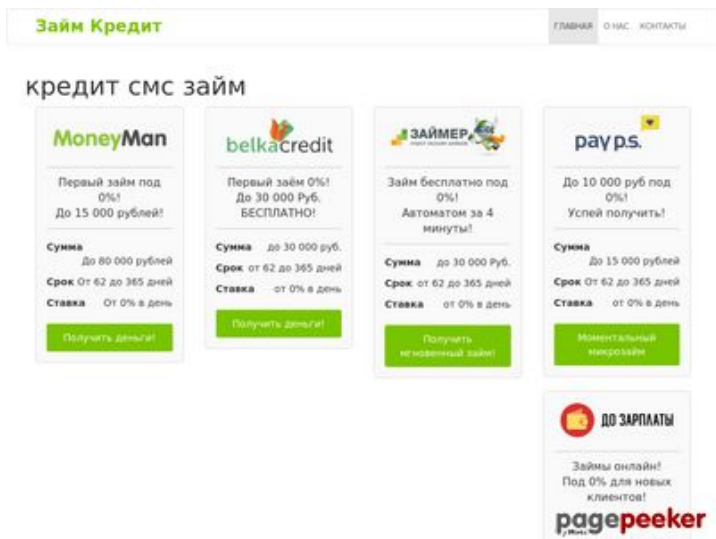 Займ Кредит
ГЛАВНАЯ О НАС. КОНТАКТЫ
кредит смс займ
MoneyMan
Первый займ под
0%!
До 15 000 рублей!
Сумма
До 80 000 рублей
Срок От 62 до 365 дней
Ставка От 0% в день
Получить деньги!
belkacredit
Первый заём 0%!
До 30 000 Руб.
БЕСПЛАТНО!
Сумма до 30 000 руб.
Срок от 62 до 365 дней
Ставка от 0% в день
Получить деньги!
ЗАЙМЕР
Займ бесплатно под
0%!
Автоматом за 4
минуты!
Сумма до 30 000 Руб.
Срок от 62 до 365 дней
Ставка от 0% в день
Получить
мгновенный займ!
pay p.s.
До 10 000 руб под
0%!
Успей получить!
Сумма
До 15 000 рублей
Срок От 62 до 365 дней
Ставка от 0% в день
Моментальный
микрозайм
ДО ЗАРПЛАТЫ
Займы онлайн!
Под 0% для новых
клиентов!
pagepeeker